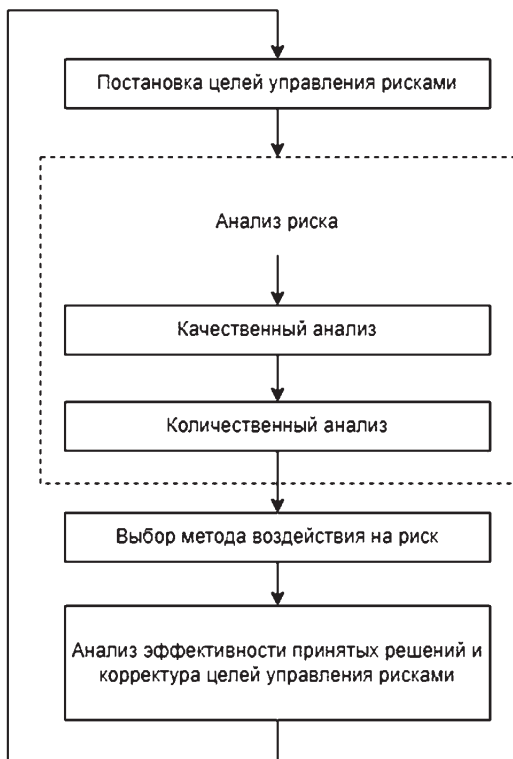 Постановка целей управления рисками
Анализ риска
Качественный анализ
Количественный анализ
Выбор метода воздействия на риск
Анализ эффективности принятых решений и
корректура целей управления рисками